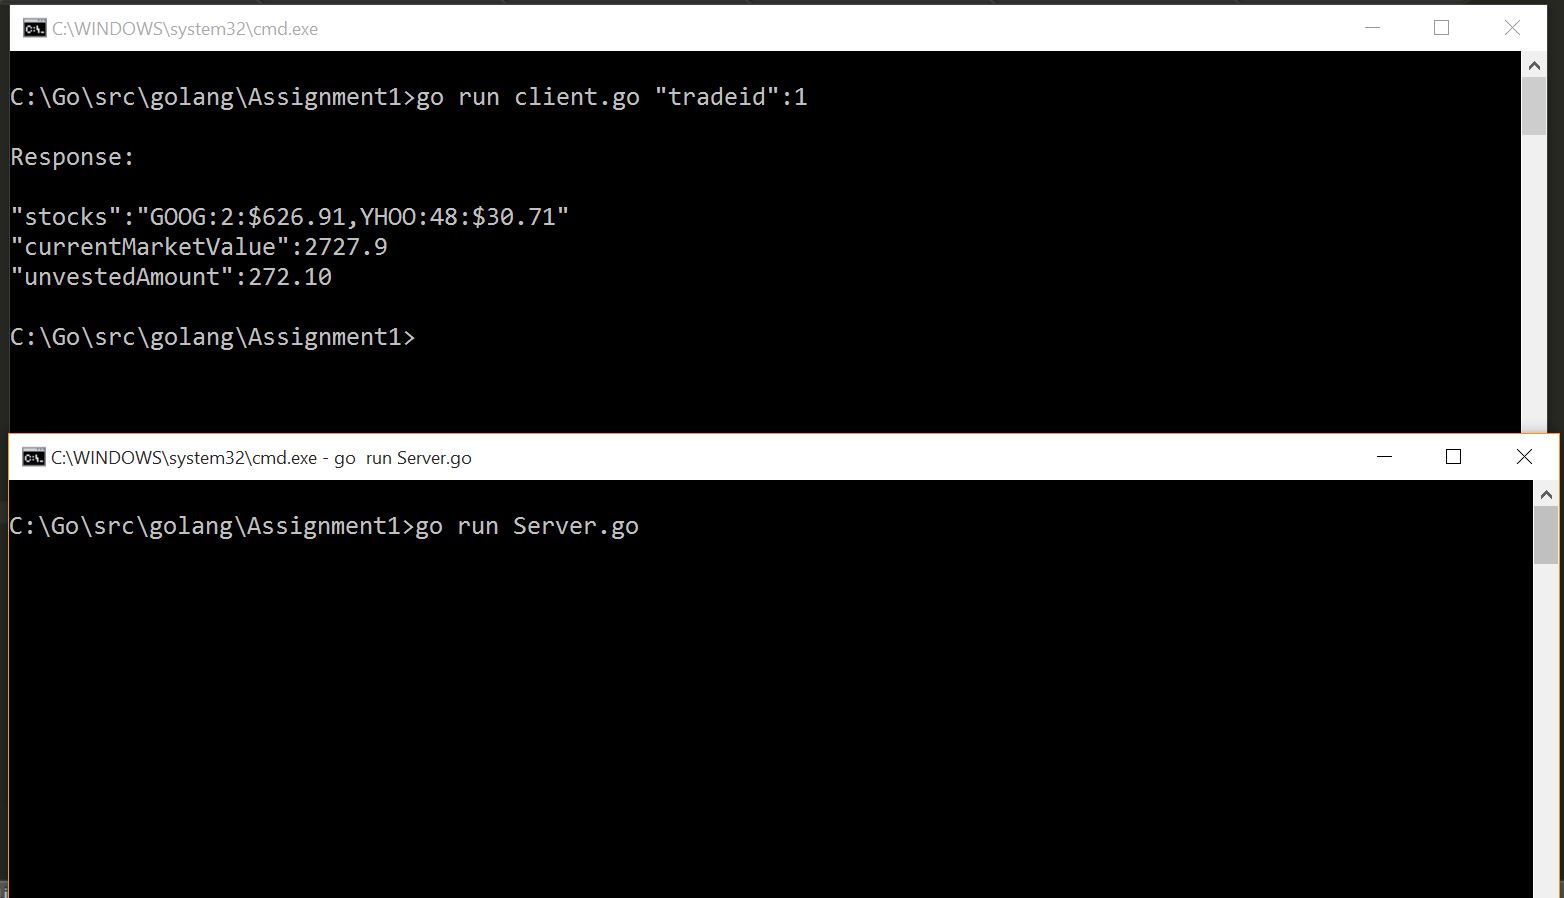 C:\WINDOWS\system32\cmd.exe
C:\Go\src\golang\Assignment1>go run client.go "tradeid":1
Response:
"stocks":"GOOG:2:$626.91,YHOO:48:$30.71"
"currentMarketValue":2727.9
"unvestedAmount":272.10
C:\Go\src\golang\Assignment1>
C:\WINDOWS\system32\cmd.exe - go  run Server.go
C:\Go\src\golang\Assignment1>go run Server.go